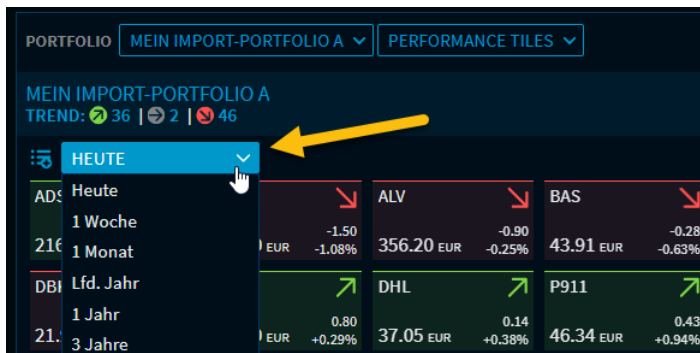 PORTFOLIO MEIN IMPORT-PORTFOLIO A PERFORMANCE TILES
MEIN IMPORT-PORTFOLIO A
TREND: 36 | 2 | 46
HEUTE
Heute
1 Woche
1 Monat
Lfd. Jahr
1 Jahr
3 Jahre
ALV BAS
-1.50 -0.90 -0.28
EUR -1.08% 356.20 EUR -0.25% 43.91 EUR -0.63%
DHL P911
0.80 0.14 0.43
EUR +0.29% 37.05 EUR +0.38% 46.34 EUR +0.94%